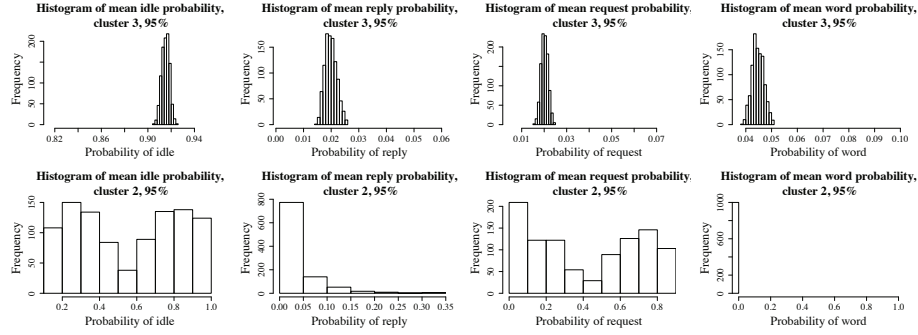 Histogram of mean idle probability,
cluster 3, 95%
Frequency
0
50
100
200
0.82
0.86
0.90
0.94
Probability of idle
Histogram of mean reply probability,
cluster 3, 95%
Frequency
0
50
100
0.00
0.01
0.02
0.03
0.04
0.05
0.06
Probability of reply
Histogram of mean request probability,
cluster 3, 95%
Frequency
0
50
100
200
0.01
0.03
0.05
0.07
Probability of request
Histogram of mean word probability,
cluster 3, 95%
Frequency
0
50
100
150
0.04
0.05
0.06
0.07
0.08
0.09
0.10
Probability of word
Histogram of mean idle probability,
cluster 2, 95%
Frequency
0
50
100
150
0.2
0.4
0.6
0.8
1.0
Probability of idle
Histogram of mean reply probability,
cluster 2, 95%
Frequency
0
200
400
600
800
0.00
0.05
0.10
0.15
0.20
0.25
0.30
0.35
Probability of reply
Histogram of mean request probability,
cluster 2, 95%
Frequency
0
50
100
150
200
0.0
0.2
0.4
0.6
0.8
Probability of request
Histogram of mean word probability,
cluster 2, 95%
Frequency
0
200
600
1000
0.0
0.2
0.4
0.6
0.8
1.0
Probability of word